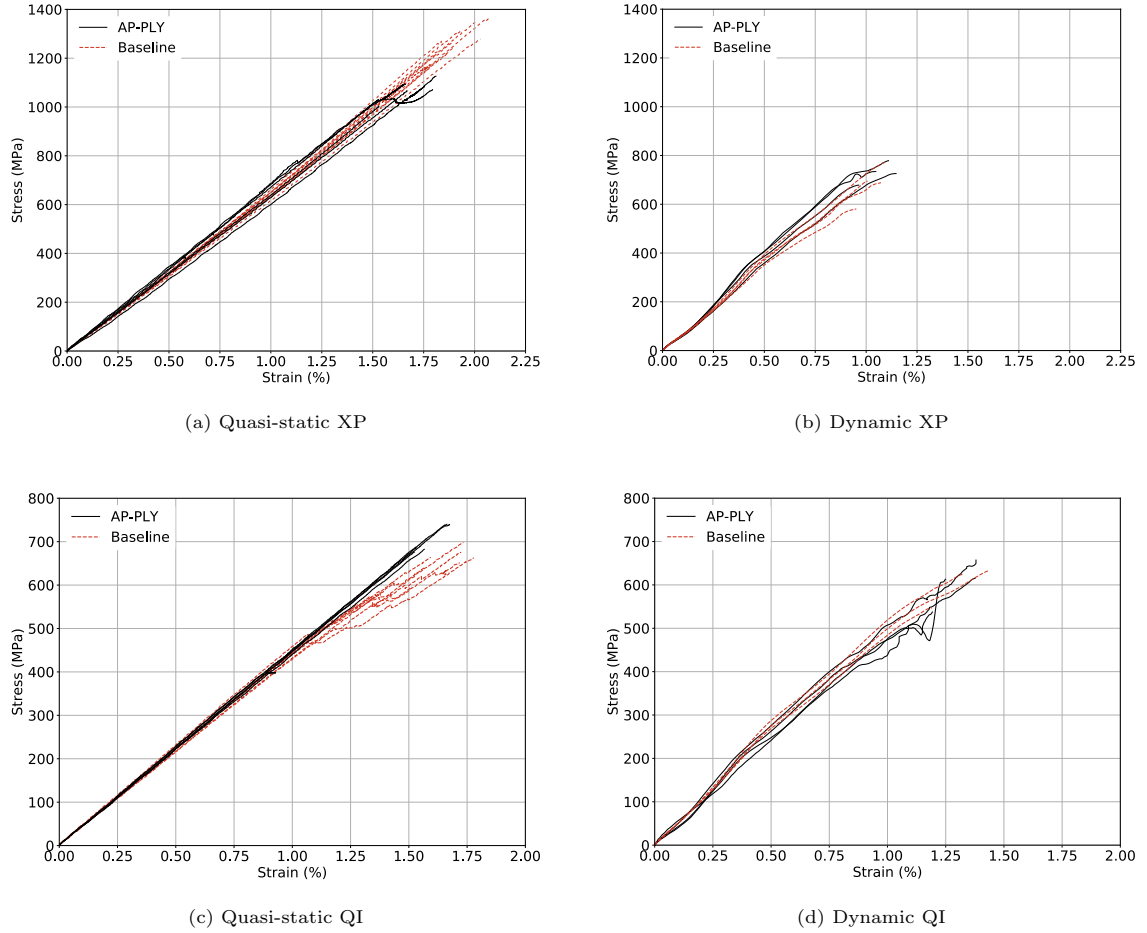 1400
1200
1000
800
600
400
200
0
Stress (MPa)
AP-PLY
Baseline
0.00 0.25 0.50 0.75 1.00 1.25 1.50 1.75 2.00 2.25
Strain (%)
(a) Quasi-static XP
1400
1200
1000
800
600
400
200
0
Stress (MPa)
AP-PLY
Baseline
0.00 0.25 0.50 0.75 1.00 1.25 1.50 1.75 2.00 2.25
Strain (%)
(b) Dynamic XP
800
700
600
500
400
300
200
100
0
Stress (MPa)
AP-PLY
Baseline
0.00 0.25 0.50 0.75 1.00 1.25 1.50 1.75 2.00
Strain (%)
(c) Quasi-static QI
800
700
600
500
400
300
200
100
0
Stress (MPa)
AP-PLY
Baseline
0.00 0.25 0.50 0.75 1.00 1.25 1.50 1.75 2.00
Strain (%)
(d) Dynamic QI